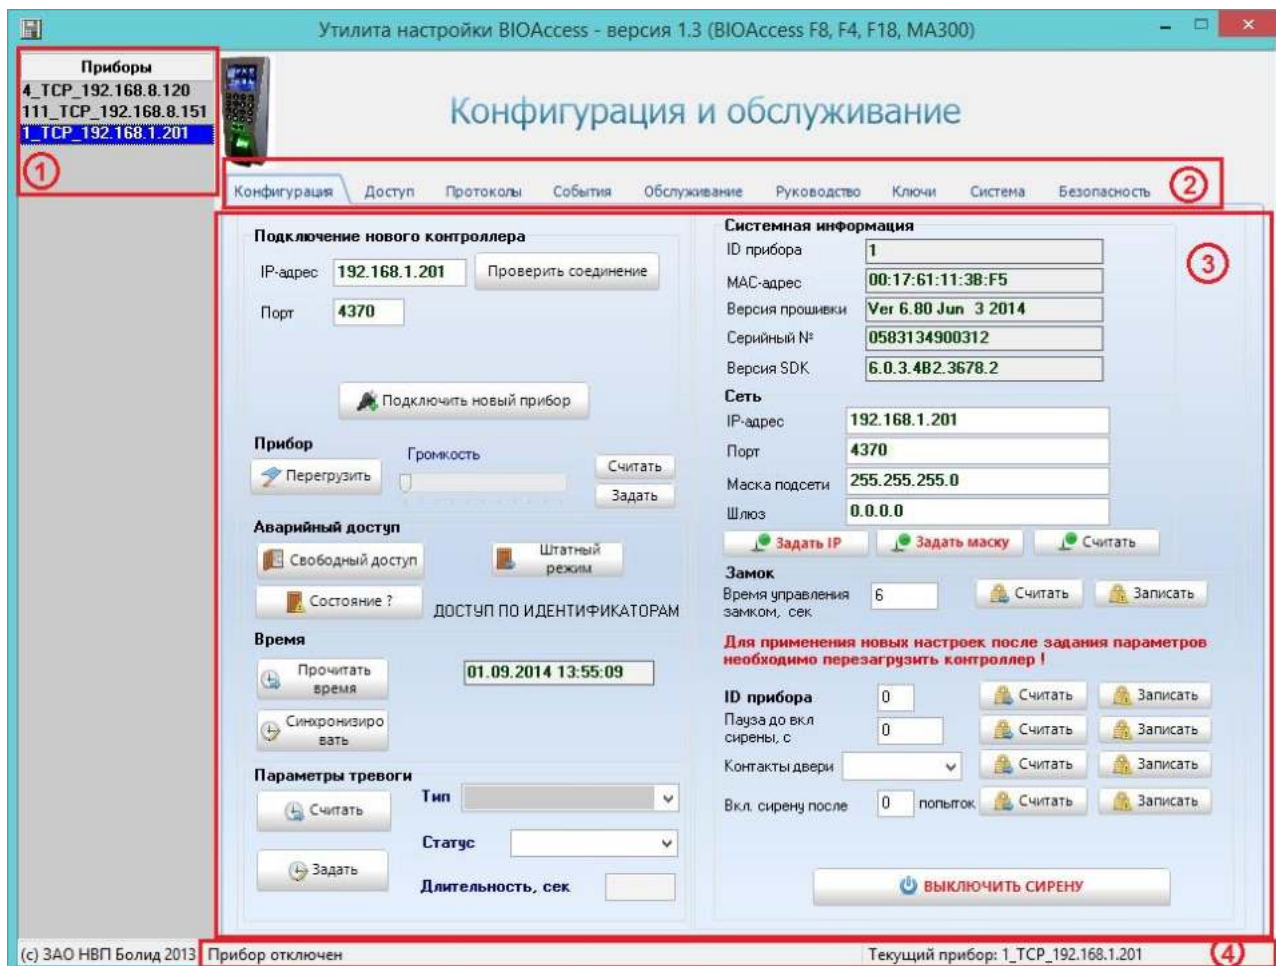 Утилита настройки BIOAccess - версия 1.3 (BIOAccess F8, F4, F18, MA300)
Приборы
4_TCP_192.168.8.120
111_TCP_192.168.8.151
1_TCP_192.168.1.201
1
Конфигурация и обслуживание
Конфигурация Доступ Протоколы События Обслуживание Руководство Ключи Система Безопасность 2
3
Подключение нового контроллера
IP-адрес 192.168.1.201 Проверить соединение
Порт 4370
Подключить новый прибор
Прибор
Перегрузить
Громкость
Считать
Задать
Аварийный доступ
Свободный доступ
Штатный
режим
Состояние ?
ДОСТУП ПО ИДЕНТИФИКАТОРАМ
Время
Прочитать
время
01.09.2014 13:55:09
Синхронизиро
вать
Параметры тревоги
Считать
Задать
Тип
Статус
Длительность, сек
Системная информация
ID прибора 1
MAC-адрес 00:17:61:11:3B:F5
Версия прошивки Ver 6.80 Jun 3 2014
Серийный № 0583134900312
Версия SDK 6.0.3.4B2.3678.2
Сеть
IP-адрес 192.168.1.201
Порт 4370
Маска подсети 255.255.255.0
Шлюз 0.0.0.0
Задать IP Задать маску Считать
Замок
Время управления
замком, сек
6 Считать Записать
Для применения новых настроек после задания параметров
необходимо перезагрузить контроллер !
ID прибора 0 Считать Записать
Пауза до вкл
сирены, с
0 Считать Записать
Контакты двери Считать Записать
Вкл. сирену после 0 попыток Считать Записать
ВЫКЛЮЧИТЬ СИРЕНУ
(c) ЗАО НВП Болид 2013 Прибор отключен Текущий прибор: 1_TCP_192.168.1.201 4